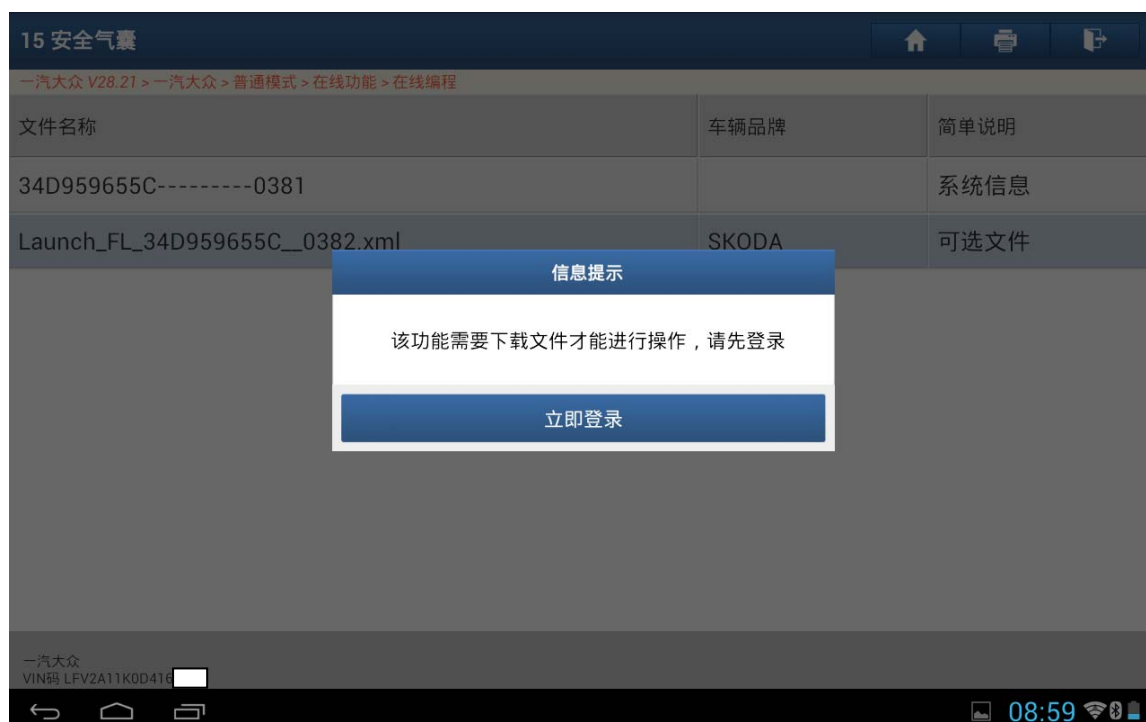 15 安全气囊
一汽大众 V28.21 > 一汽大众 > 普通模式 > 在线功能 > 在线编程
文件名称 车辆品牌 简单说明
34D959655C---------0381 系统信息
Launch_FL_34D959655C__0382.xml SKODA 可选文件
信息提示
该功能需要下载文件才能进行操作，请先登录
立即登录
一汽大众
VIN码 LFV2A11K0D416
08:59